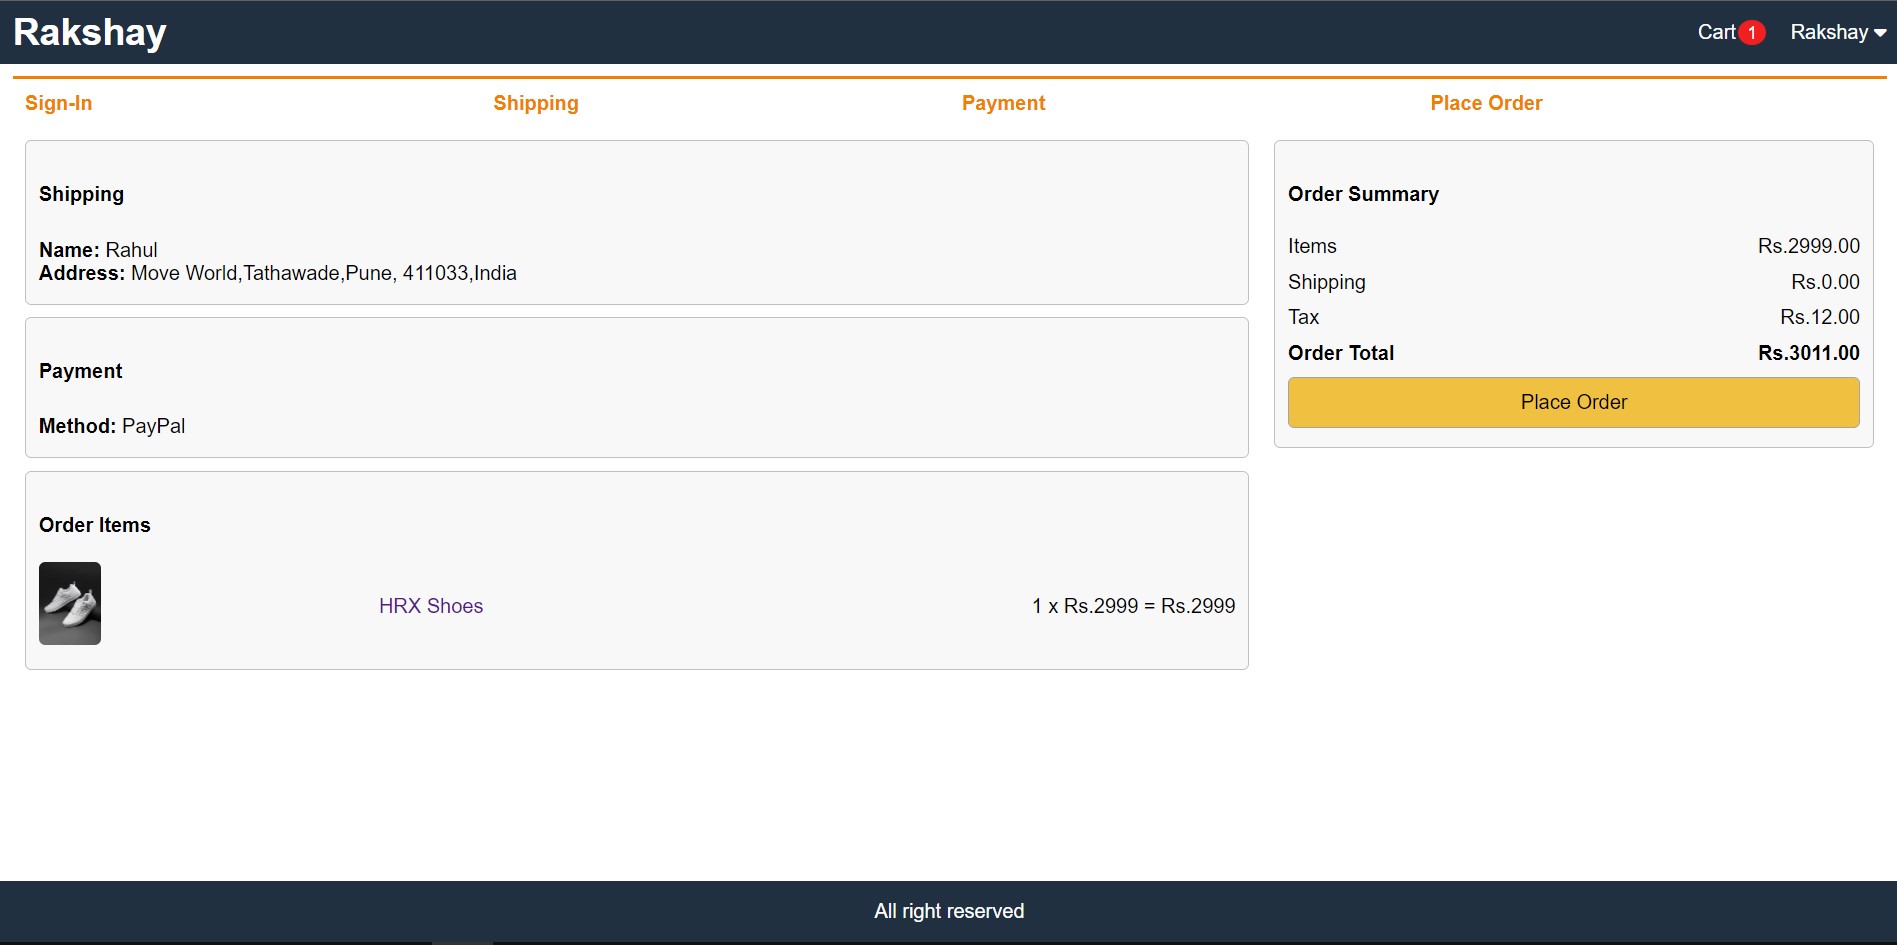 Rakshay
Cart 1 Rakshay
Sign-In Shipping Payment Place Order
Shipping
Name: Rahul
Address: Move World,Tathawade,Pune, 411033,India
Payment
Method: PayPal
Order Items
HRX Shoes 1 x Rs.2999 = Rs.2999
Order Summary
Items Rs.2999.00
Shipping Rs.0.00
Tax Rs.12.00
Order Total Rs.3011.00
Place Order
All right reserved